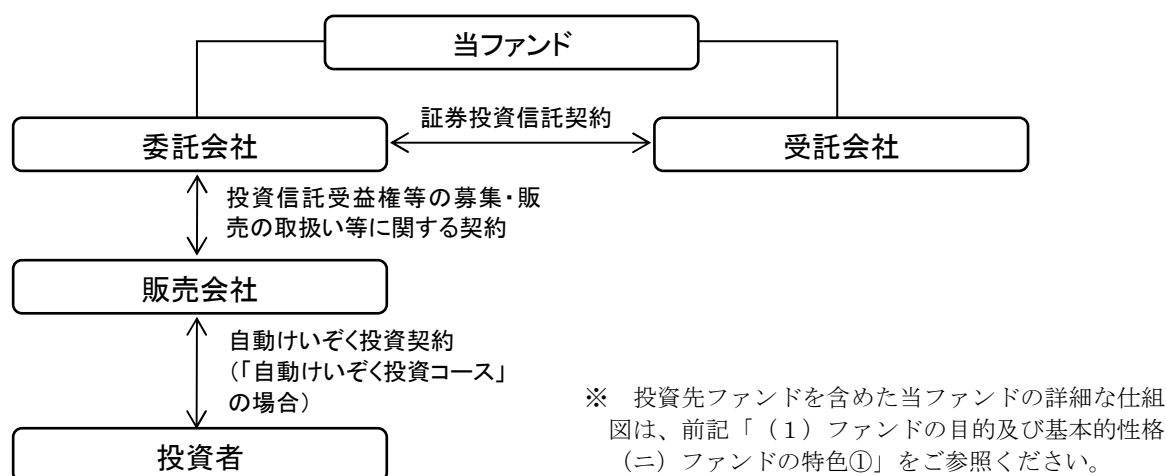 当ファンド
委託会社
証券投資信託契約
受託会社
投資信託受益権等の募集・販
売の取扱い等に関する契約
販売会社
自動けいぞく投資契約
(「自動けいぞく投資コース」
の場合)
投資者
※ 投資先ファンドを含めた当ファンドの詳細な仕組
図は、前記「(1)ファンドの目的及び基本的性格
(ニ)ファンドの特色①」をご参照ください。